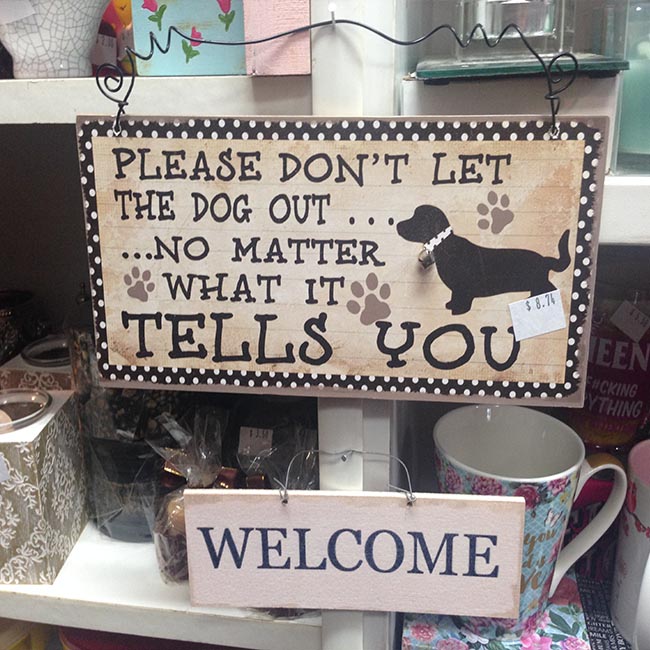 PLEASE DON'T LET
THE DOG OUT ...
...NO MATTER
WHAT IT
TELLS YOU
$8.74
WELCOME